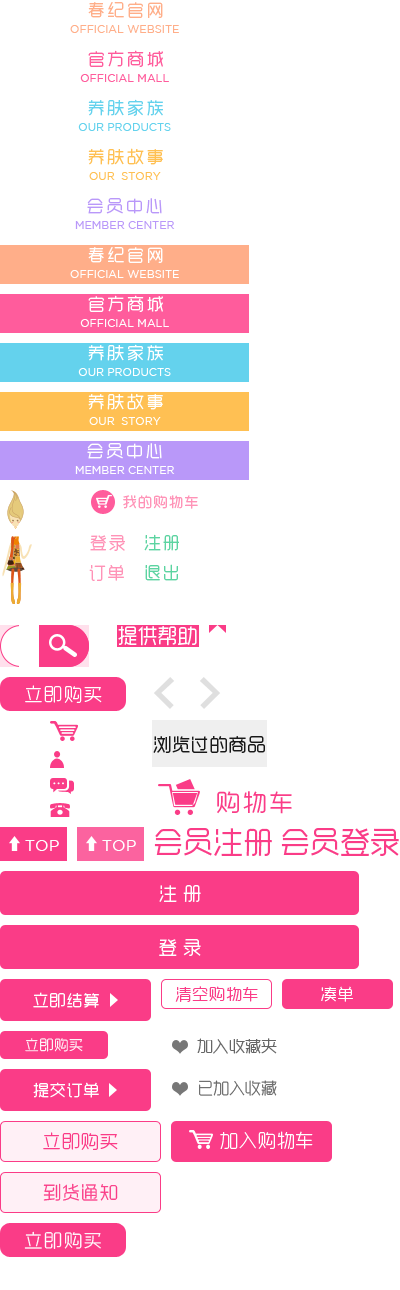 春纪官网
OFFICIAL WEBSITE
官方商城
OFFICIAL MALL
养肤家族
OUR PRODUCTS
养肤故事
OUR STORY
会员中心
MEMBER CENTER
春纪官网
OFFICIAL WEBSITE
官方商城
OFFICIAL MALL
养肤家族
OUR PRODUCTS
养肤故事
OUR STORY
会员中心
MEMBER CENTER
我的购物车
登录 注册
订单 退出
提供帮助
立即购买
浏览过的商品
购物车
TOP TOP 会员注册 会员登录
注 册
登 录
立即结算 清空购物车 凑单
立即购买 加入收藏夹
提交订单 已加入收藏
立即购买 加入购物车
到货通知
立即购买